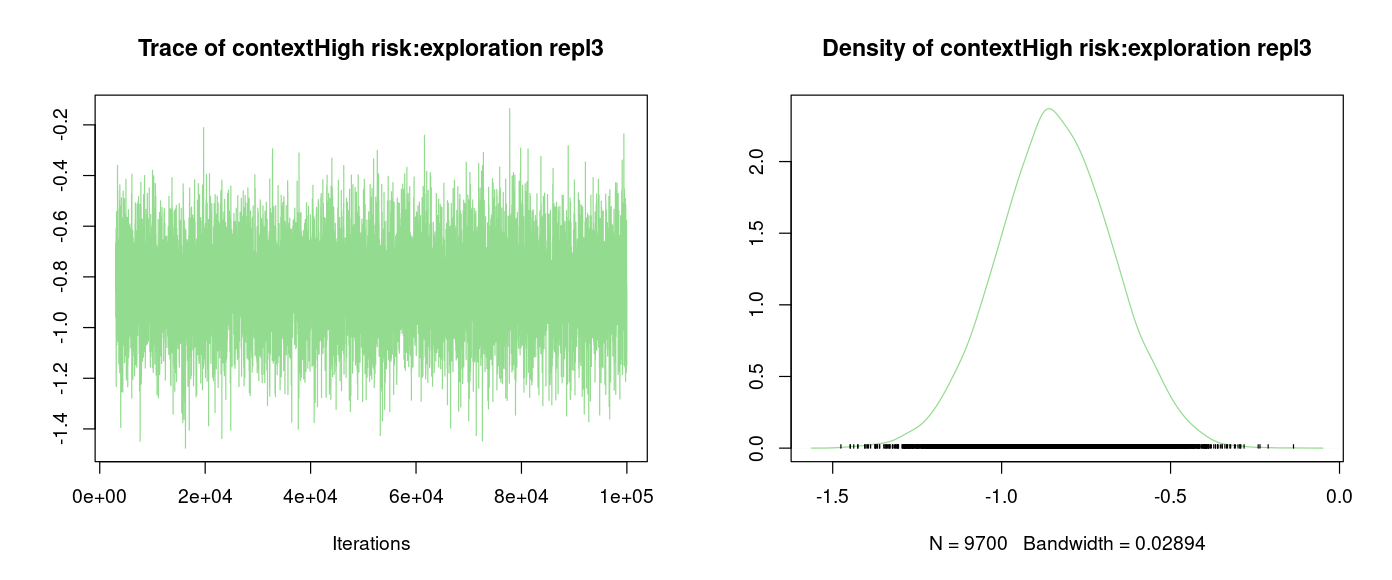 Trace of contextHigh risk:exploration repl3
-0.2
-0.4
-0.6
-0.8
-1.0
-1.2
-1.4
0e+00 2e+04 4e+04 6e+04 8e+04 1e+05
Iterations
Density of contextHigh risk:exploration repl3
2.0
1.5
1.0
0.5
0.0
-1.5 -1.0 -0.5 0.0
N = 9700 Bandwidth = 0.02894